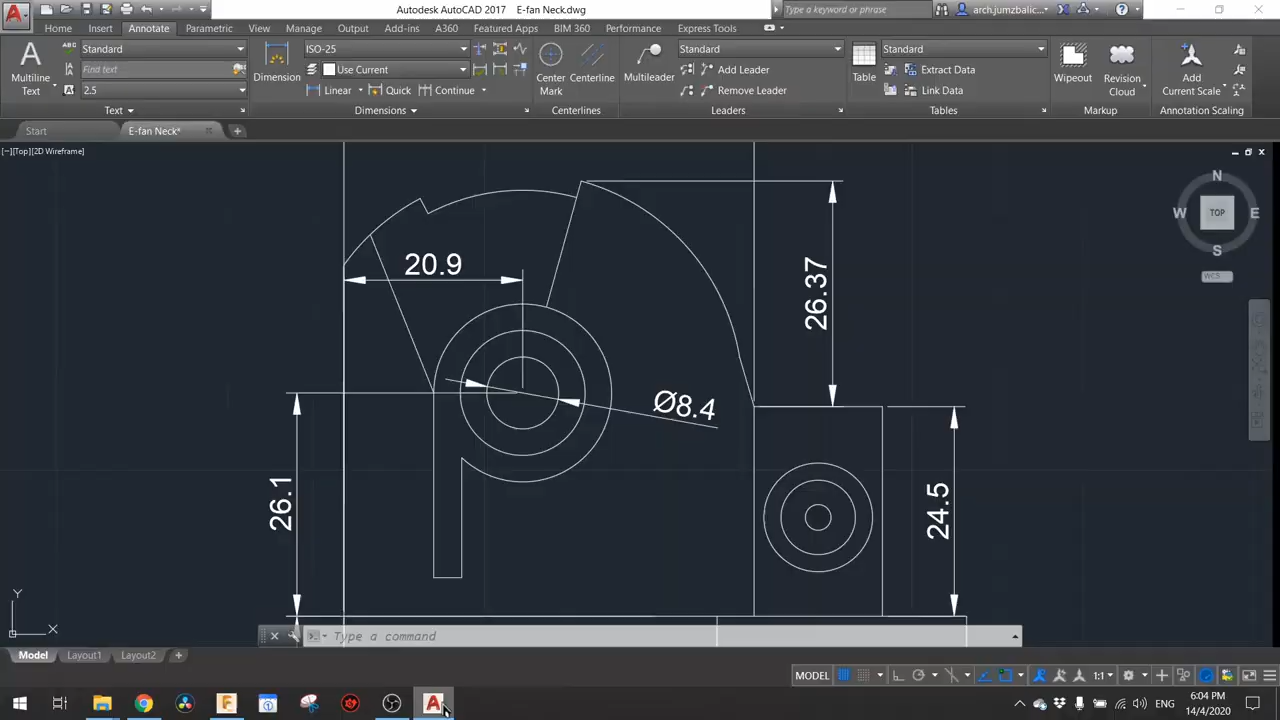 Autodesk AutoCAD 2017 E-fan Neck.dwg
Type a keyword or phrase
arch.jumzbalic...
Home Insert Annotate Parametric View Manage Output Add-ins A360 Featured Apps BIM 360 Performance Express Tools
A Multiline Text
ABC Standard
Find text
2.5
Text
Dimension
ISO-25
Use Current
Linear Quick Continue
Dimensions
Center Mark
Centerline
Centerlines
Multileader
Standard
Add Leader
Remove Leader
Leaders
Table
Standard
Extract Data
Link Data
Tables
Wipeout
Revision Cloud
Markup
Add Current Scale
Annotation Scaling
Start E-fan Neck*
[−][Top][2D Wireframe]
N
W TOP E
S
WCS
20.9
26.37
Ø8.4
26.1
24.5
Y
X
Type a command
Model Layout1 Layout2
MODEL 1:1
ENG
6:04 PM
14/4/2020